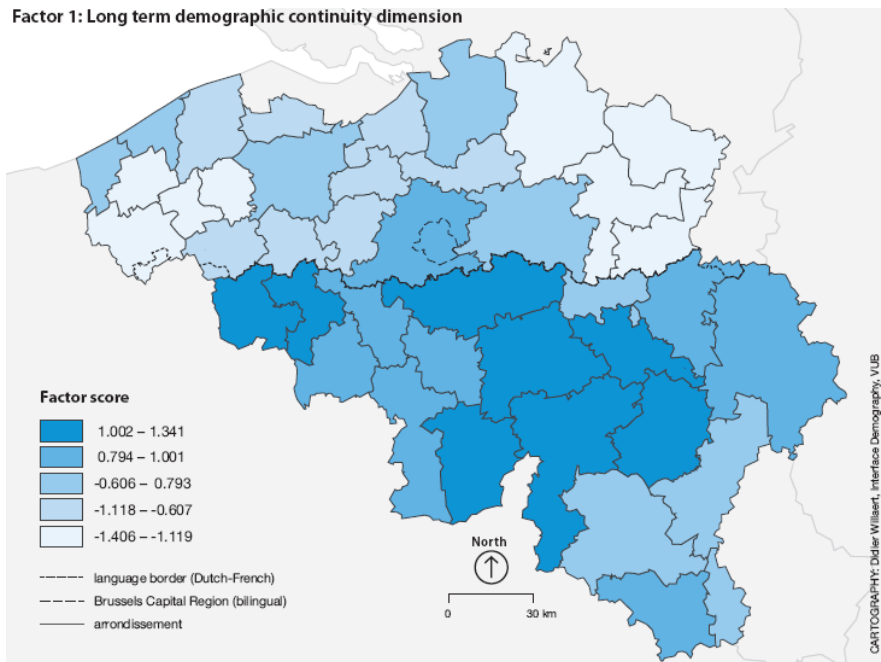 Factor 1: Long term demographic continuity dimension
Factor score
1.002 – 1.341
0.794 – 1.001
-0.606 – 0.793
-1.118 – -0.607
-1.406 – -1.119
language border (Dutch-French)
Brussels Capital Region (bilingual)
arrondissement
North
0 30 km
CARTOGRAPHY: Didier Willaert, Interface Demography, VUB